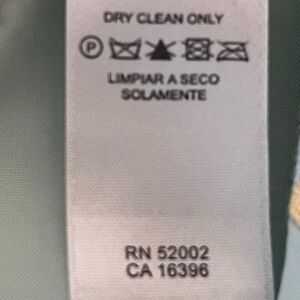 DRY CLEAN ONLY
P
LIMPIAR A SECO
SOLAMENTE
RN 52002
CA 16396